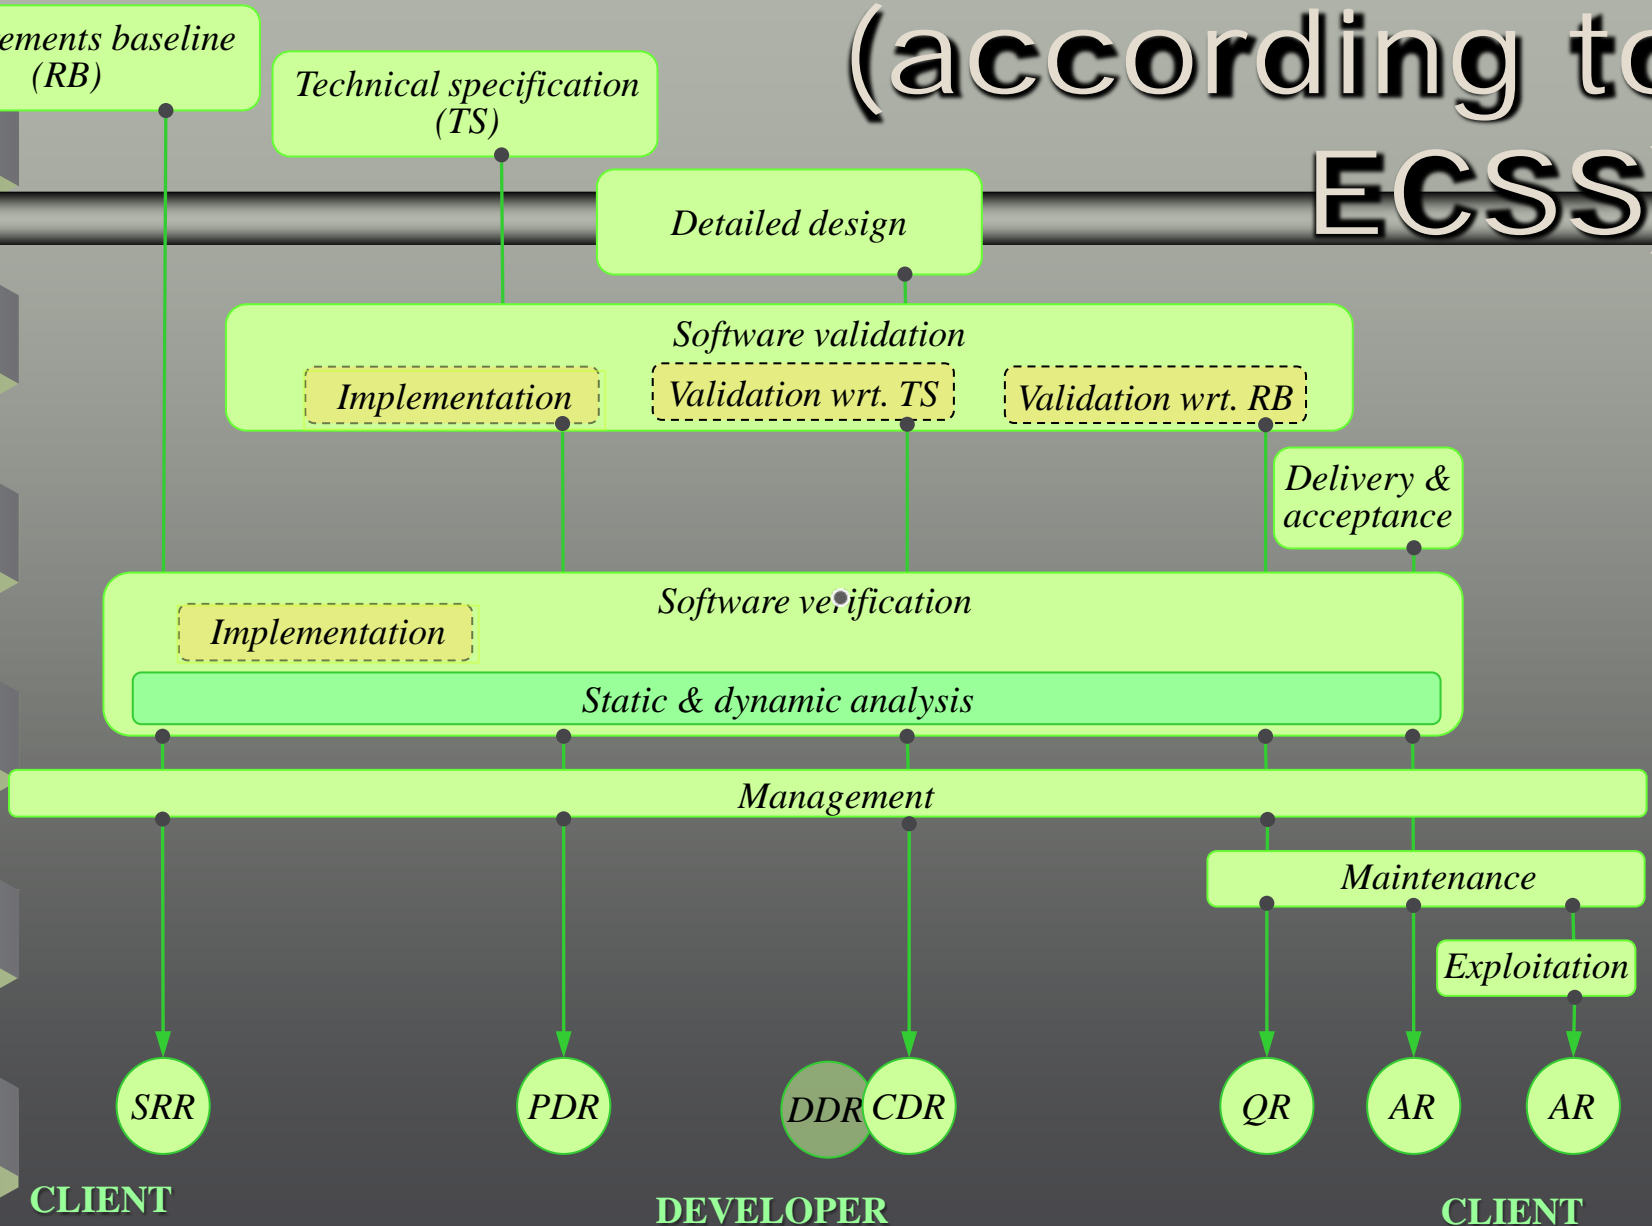 (according to
ECSS)
ements baseline
(RB)
Technical specification
(TS)
Detailed design
Software validation
Implementation
Validation wrt. TS
Validation wrt. RB
Delivery &
acceptance
Software verification
Implementation
Static & dynamic analysis
Management
Maintenance
Exploitation
SRR
PDR
DDR
CDR
QR
AR
AR
CLIENT
DEVELOPER
CLIENT